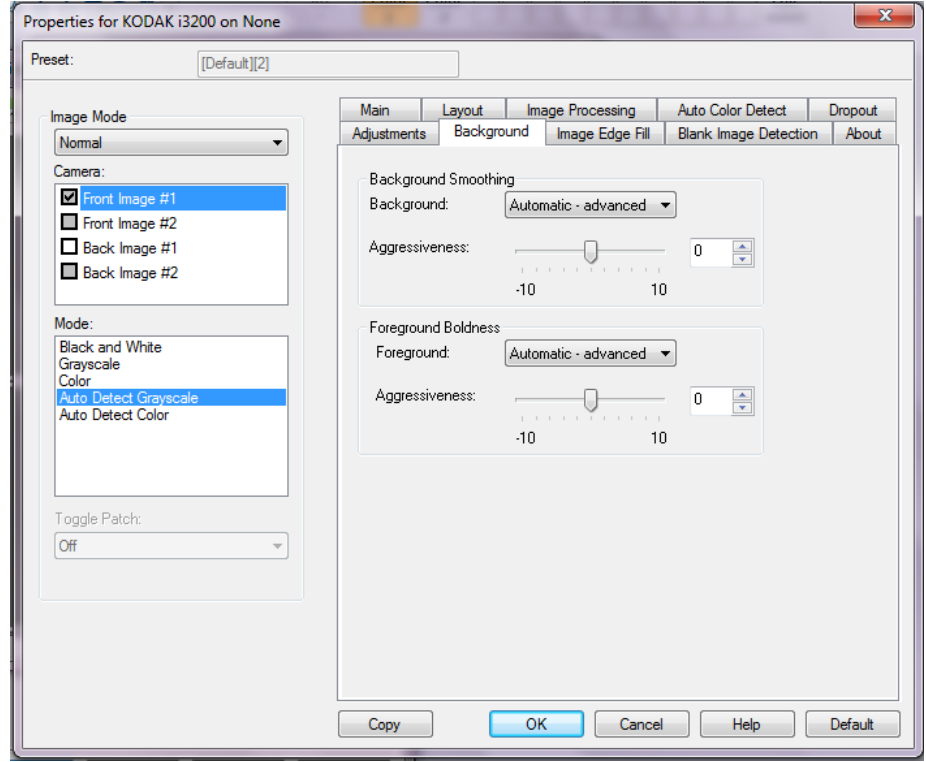 Properties for KODAK i3200 on None
Preset:
[Default][2]
Image Mode
Normal
Camera:
Front Image #1
Front Image #2
Back Image #1
Back Image #2
Mode:
Black and White
Grayscale
Color
Auto Detect Grayscale
Auto Detect Color
Toggle Patch:
Off
Main Layout Image Processing Auto Color Detect Dropout
Adjustments Background Image Edge Fill Blank Image Detection About
Background Smoothing
Background: Automatic - advanced
Aggressiveness: 0
-10 10
Foreground Boldness
Foreground: Automatic - advanced
Aggressiveness: 0
-10 10
Copy OK Cancel Help Default